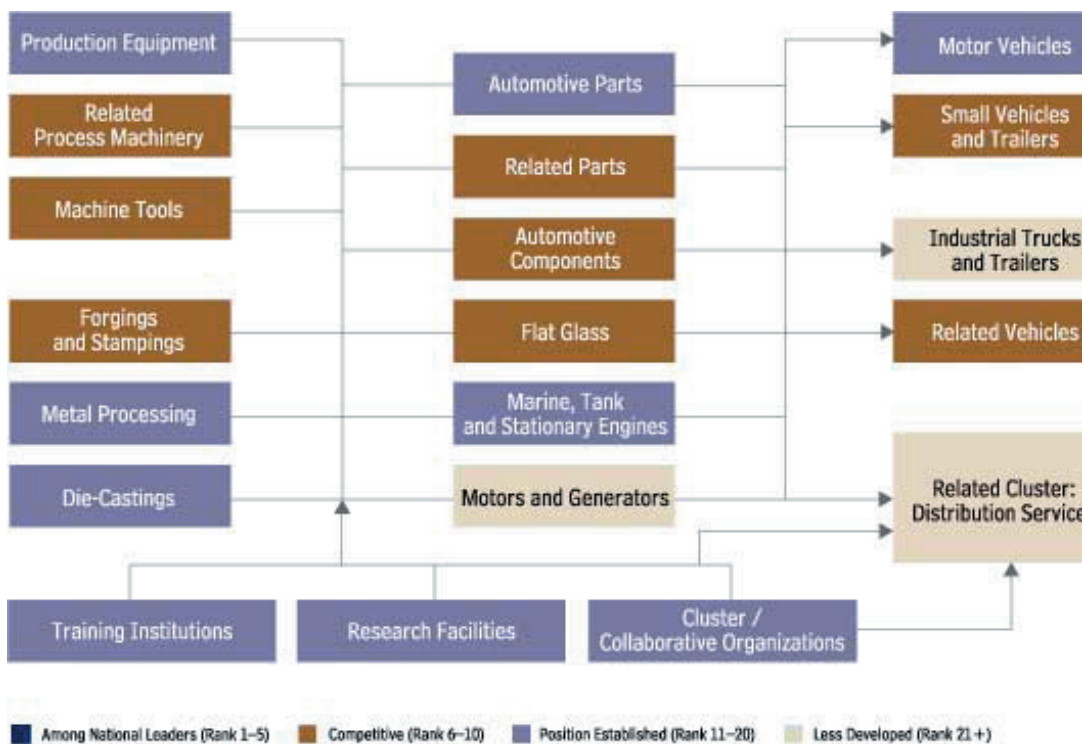 Production Equipment
Related
Process Machinery
Machine Tools
Forgings
and Stampings
Metal Processing
Die-Castings
Automotive Parts
Related Parts
Automotive
Components
Flat Glass
Marine, Tank
and Stationary Engines
Motors and Generators
Motor Vehicles
Small Vehicles
and Trailers
Industrial Trucks
and Trailers
Related Vehicles
Related Cluster:
Distribution Service
Training Institutions
Research Facilities
Cluster /
Collaborative Organizations
Among National Leaders (Rank 1–5)
Competitive (Rank 6–10)
Position Established (Rank 11–20)
Less Developed (Rank 21+)